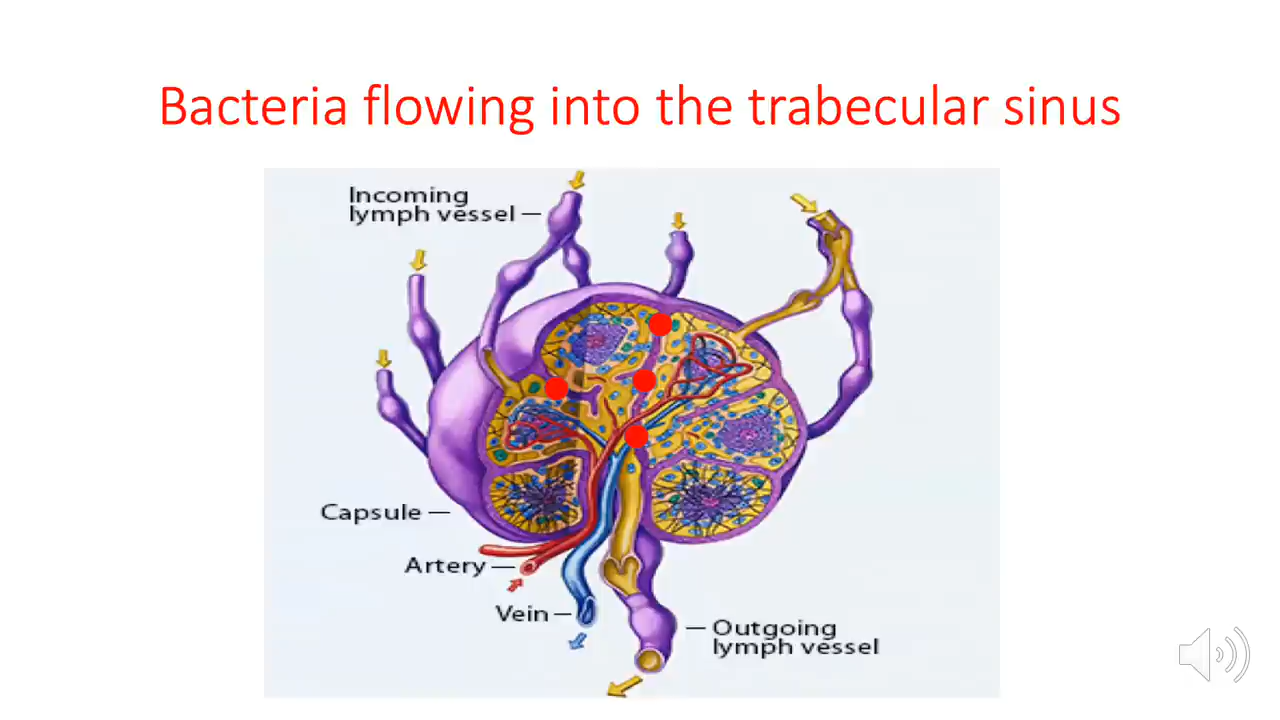 Bacteria flowing into the trabecular sinus
Incoming
lymph vessel
Capsule
Artery
Vein
Outgoing
lymph vessel